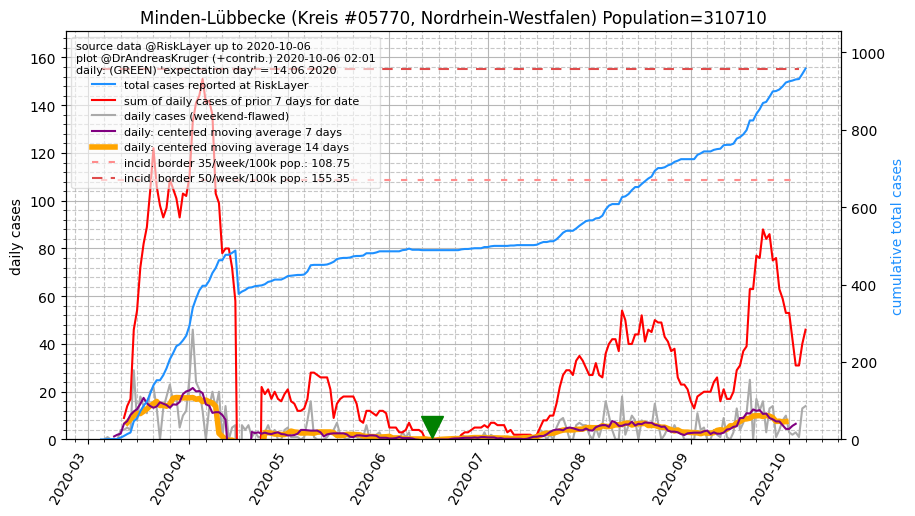 Minden-Lübbecke (Kreis #05770, Nordrhein-Westfalen) Population=310710
source data @RiskLayer up to 2020-10-06
plot @DrAndreasKruger (+contrib.) 2020-10-06 02:01
daily: (GREEN) 'expectation day' = 14.06.2020
total cases reported at RiskLayer
sum of daily cases of prior 7 days for date
daily cases (weekend-flawed)
daily: centered moving average 7 days
daily: centered moving average 14 days
incid. border 35/week/100k pop.: 108.75
incid. border 50/week/100k pop.: 155.35
daily cases
160
140
120
100
80
60
40
20
0
cumulative total cases
1000
800
600
400
200
0
2020-03
2020-04
2020-05
2020-06
2020-07
2020-08
2020-09
2020-10